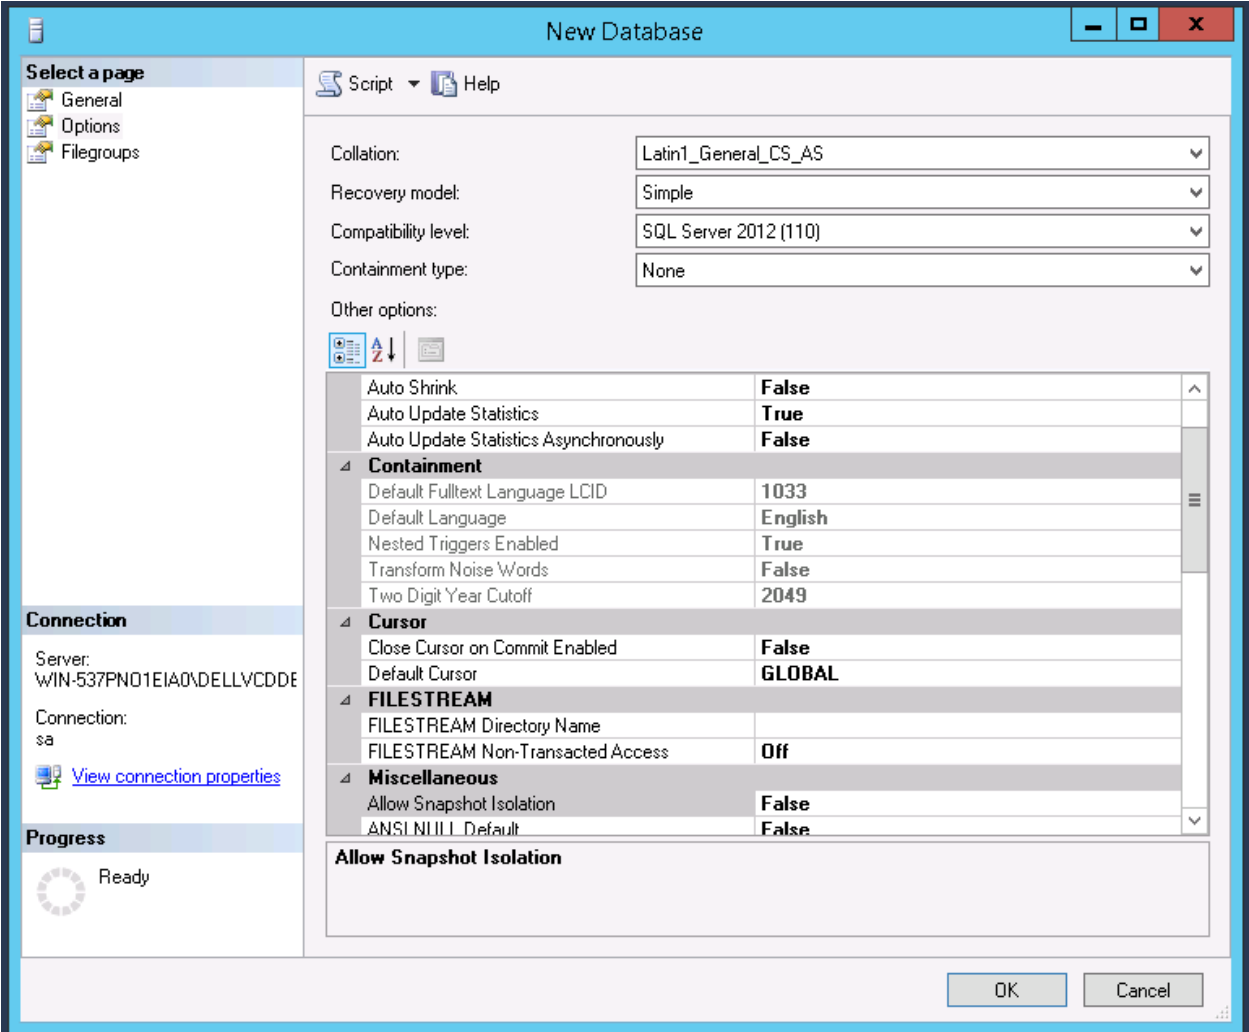 New Database
Select a page
General
Options
Filegroups
Script
Help
Collation:
Latin1_General_CS_AS
Recovery model:
Simple
Compatibility level:
SQL Server 2012 (110)
Containment type:
None
Other options:
Auto Shrink False
Auto Update Statistics True
Auto Update Statistics Asynchronously False
Containment
Default Fulltext Language LCID 1033
Default Language English
Nested Triggers Enabled True
Transform Noise Words False
Two Digit Year Cutoff 2049
Cursor
Close Cursor on Commit Enabled False
Default Cursor GLOBAL
FILESTREAM
FILESTREAM Directory Name
FILESTREAM Non-Transacted Access Off
Miscellaneous
Allow Snapshot Isolation False
ANSI NULL Default False
Allow Snapshot Isolation
Connection
Server:
WIN-537PNO1EIA0\DELLVCDDE
Connection:
sa
View connection properties
Progress
Ready
OK
Cancel